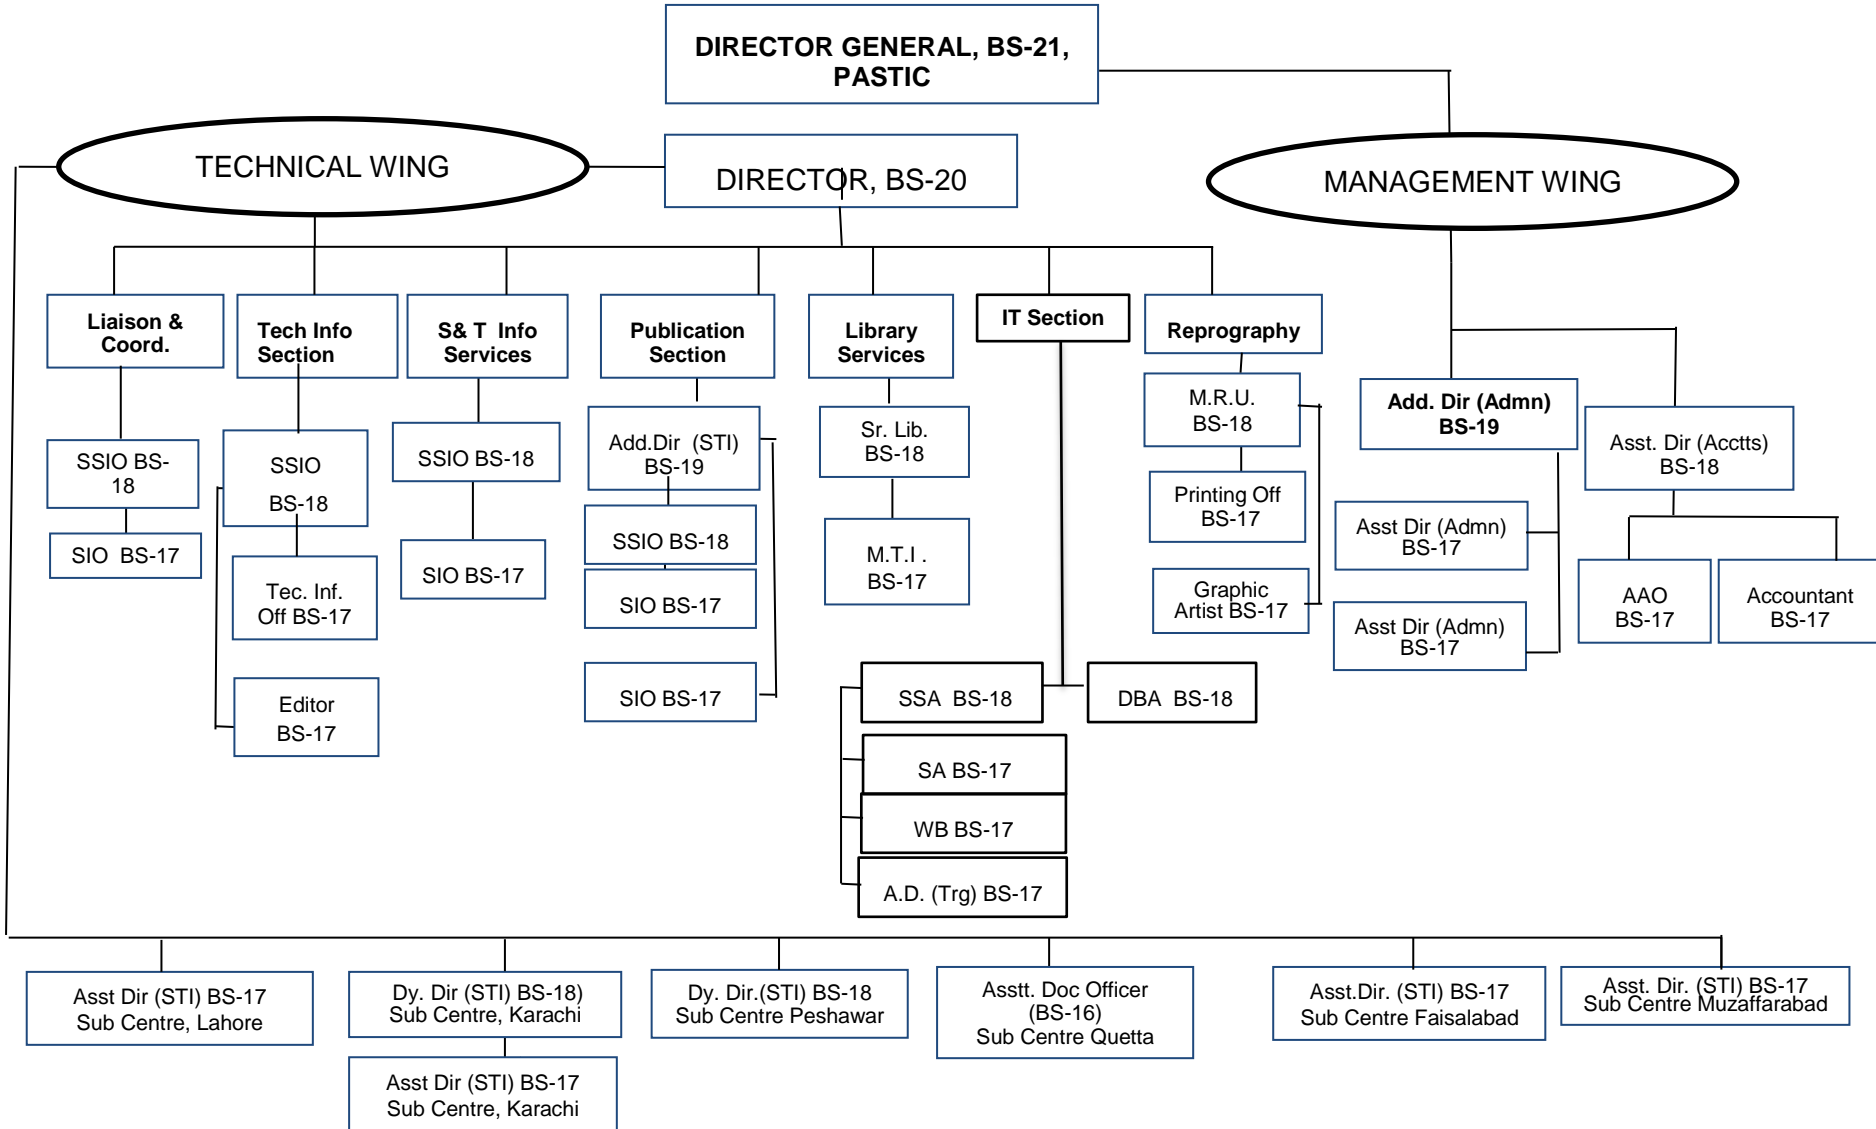 DIRECTOR GENERAL, BS-21,
PASTIC
TECHNICAL WING
DIRECTOR, BS-20
MANAGEMENT WING
Liaison &
Coord.
Tech Info
Section
S& T Info
Services
Publication
Section
Library
Services
IT Section
Reprography
SSIO BS-
18
SIO BS-17
SSIO
BS-18
Tec. Inf.
Off BS-17
Editor
BS-17
SSIO BS-18
SIO BS-17
Add.Dir (STI)
BS-19
SSIO BS-18
SIO BS-17
SIO BS-17
Sr. Lib.
BS-18
M.T.I .
BS-17
SSA BS-18
DBA BS-18
SA BS-17
WB BS-17
A.D. (Trg) BS-17
M.R.U.
BS-18
Printing Off
BS-17
Graphic
Artist BS-17
Add. Dir (Admn)
BS-19
Asst Dir (Admn)
BS-17
Asst Dir (Admn)
BS-17
Asst. Dir (Acctts)
BS-18
AAO
BS-17
Accountant
BS-17
Asst Dir (STI) BS-17
Sub Centre, Lahore
Dy. Dir (STI) BS-18)
Sub Centre, Karachi
Asst Dir (STI) BS-17
Sub Centre, Karachi
Dy. Dir.(STI) BS-18
Sub Centre Peshawar
Asstt. Doc Officer
(BS-16)
Sub Centre Quetta
Asst.Dir. (STI) BS-17
Sub Centre Faisalabad
Asst. Dir. (STI) BS-17
Sub Centre Muzaffarabad